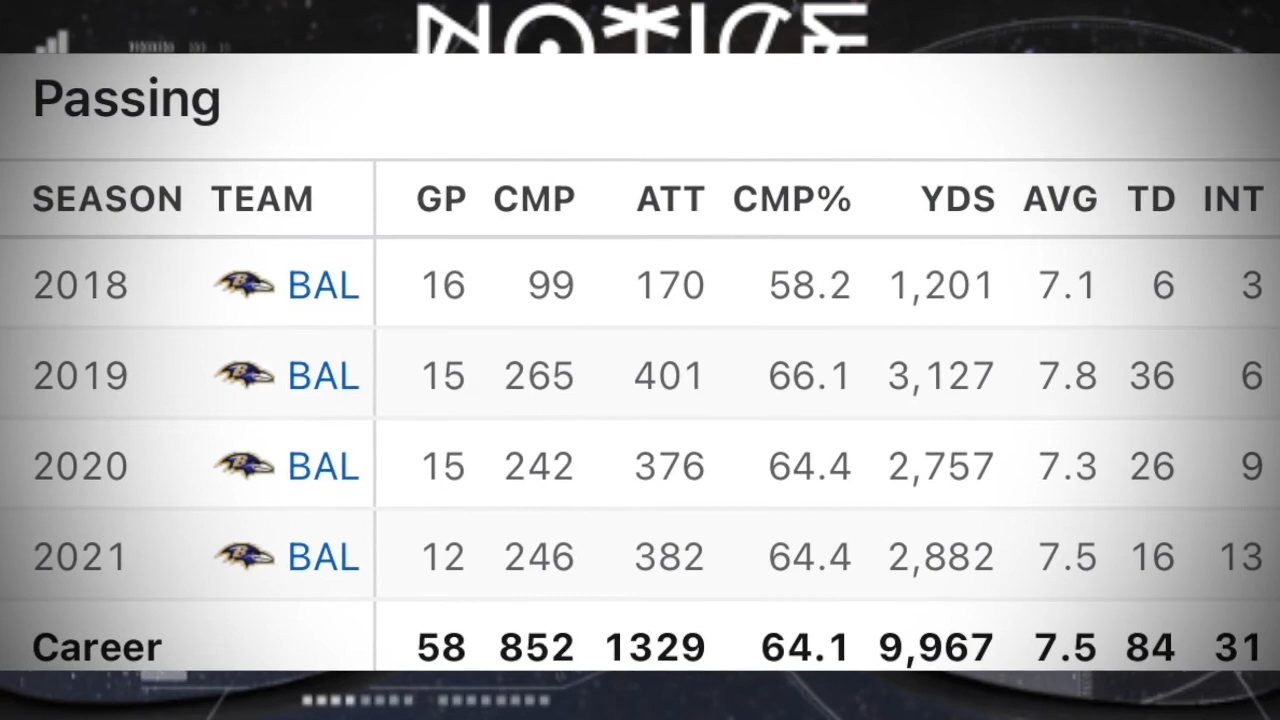 NOTICE
Passing
SEASON TEAM GP CMP ATT CMP% YDS AVG TD INT
2018 BAL 16 99 170 58.2 1,201 7.1 6 3
2019 BAL 15 265 401 66.1 3,127 7.8 36 6
2020 BAL 15 242 376 64.4 2,757 7.3 26 9
2021 BAL 12 246 382 64.4 2,882 7.5 16 13
Career 58 852 1329 64.1 9,967 7.5 84 31